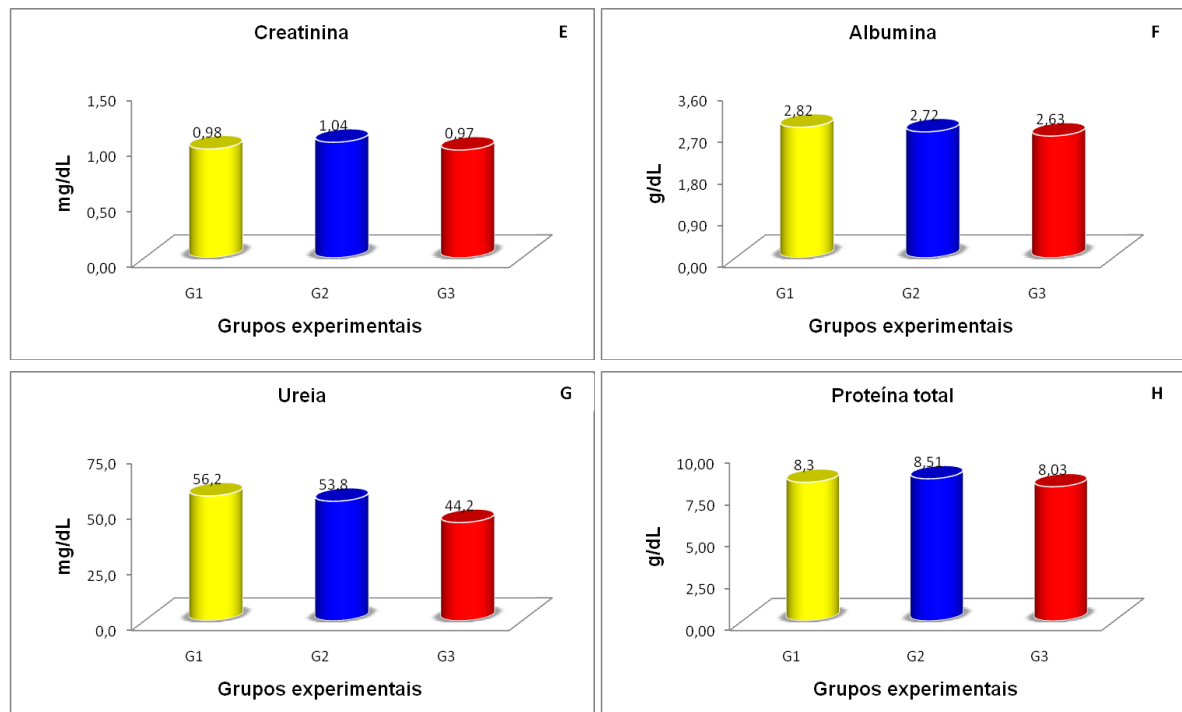 Creatinina
E
mg/dL
1,50
1,00
0,50
0,00
0,98
1,04
0,97
G1
G2
G3
Grupos experimentais
Albumina
F
g/dL
3,60
2,70
1,80
0,90
0,00
2,82
2,72
2,63
G1
G2
G3
Grupos experimentais
Ureia
G
mg/dL
75,0
50,0
25,0
0,0
56,2
53,8
44,2
G1
G2
G3
Grupos experimentais
Proteína total
H
g/dL
10,00
7,50
5,00
2,50
0,00
8,3
8,51
8,03
G1
G2
G3
Grupos experimentais